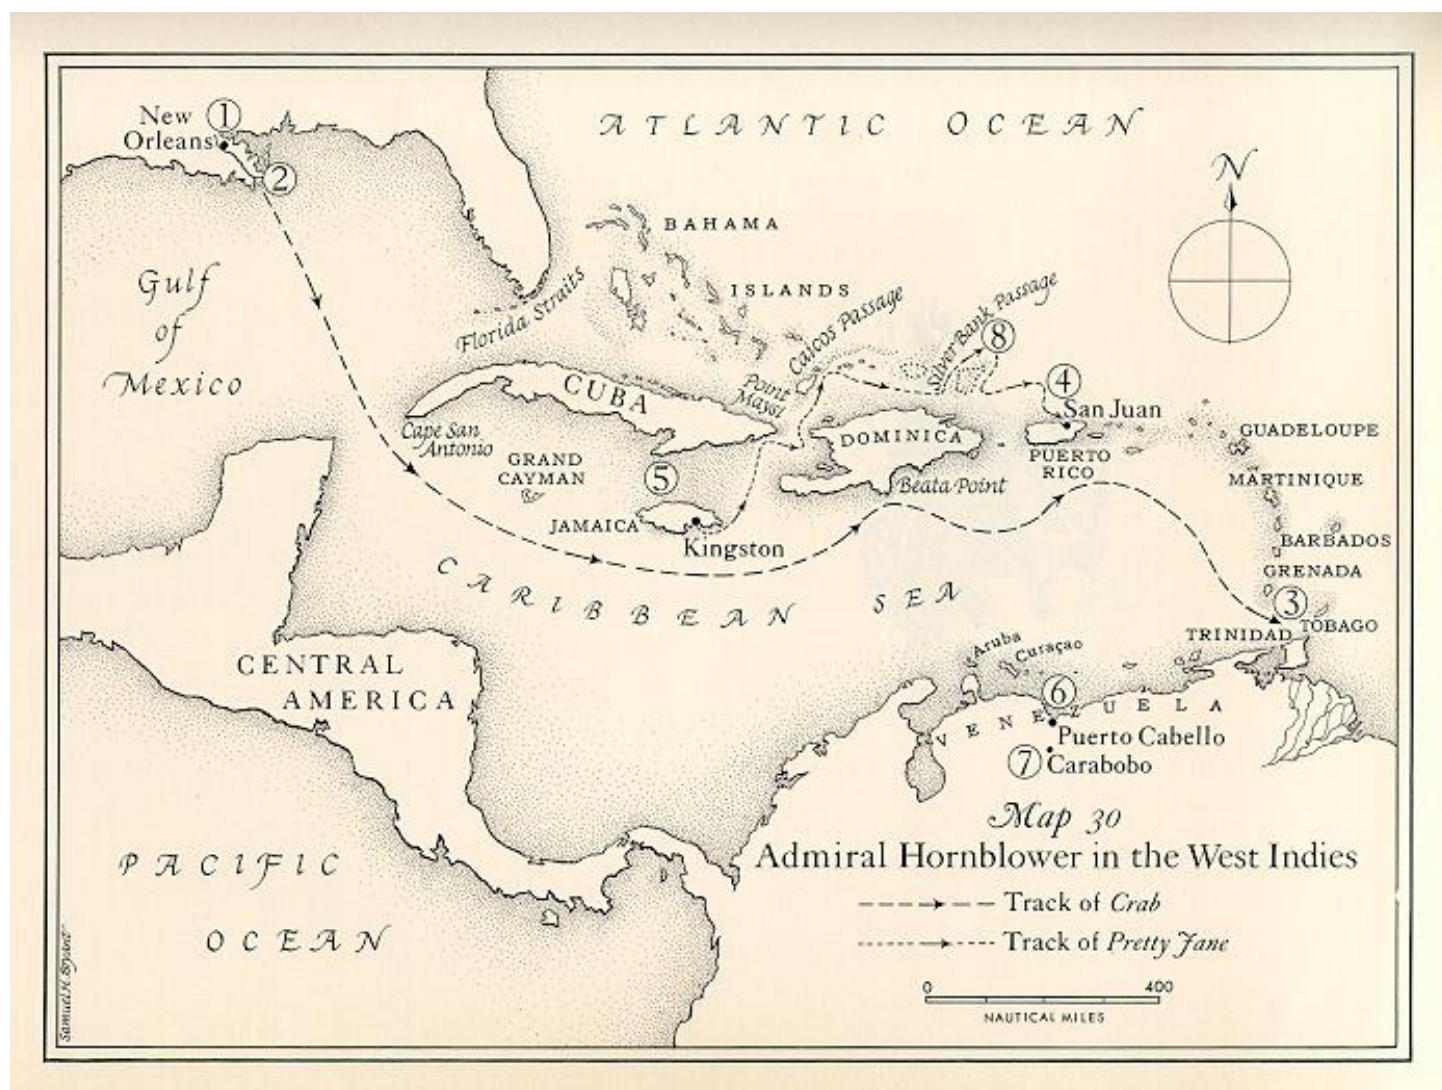 New
Orleans
1
2
ATLANTIC OCEAN
N
Gulf
of
Mexico
BAHAMA
ISLANDS
Florida Straits
Caicos Passage
Silver Bank Passage
8
4
San Juan
CUBA
Point
Maysi
Cape San
Antonio
DOMINICA
PUERTO
RICO
GUADELOUPE
GRAND
CAYMAN
5
Beata Point
MARTINIQUE
JAMAICA
Kingston
BARBADOS
GRENADA
CARIBBEAN SEA
3
TOBAGO
TRINIDAD
Aruba
Curaçao
CENTRAL
AMERICA
6
VENEZUELA
Puerto Cabello
7
Carabobo
PACIFIC
OCEAN
Map 30
Admiral Hornblower in the West Indies
Track of Crab
Track of Pretty Jane
0 400
NAUTICAL MILES
Samuel H. Bryant